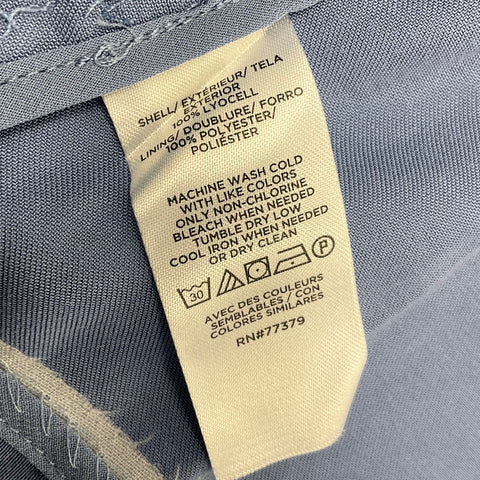 SHELL/ EXTÉRIEUR/ TELA
EXTERIOR
100% LYOCELL
LINING/ DOUBLURE/ FORRO
100% POLYESTER/
POLIÉSTER
MACHINE WASH COLD
WITH LIKE COLORS
ONLY NON-CHLORINE
BLEACH WHEN NEEDED
TUMBLE DRY LOW
COOL IRON WHEN NEEDED
OR DRY CLEAN
30 P
AVEC DES COULEURS
SEMBLABLES / CON
COLORES SIMILARES
RN#77379